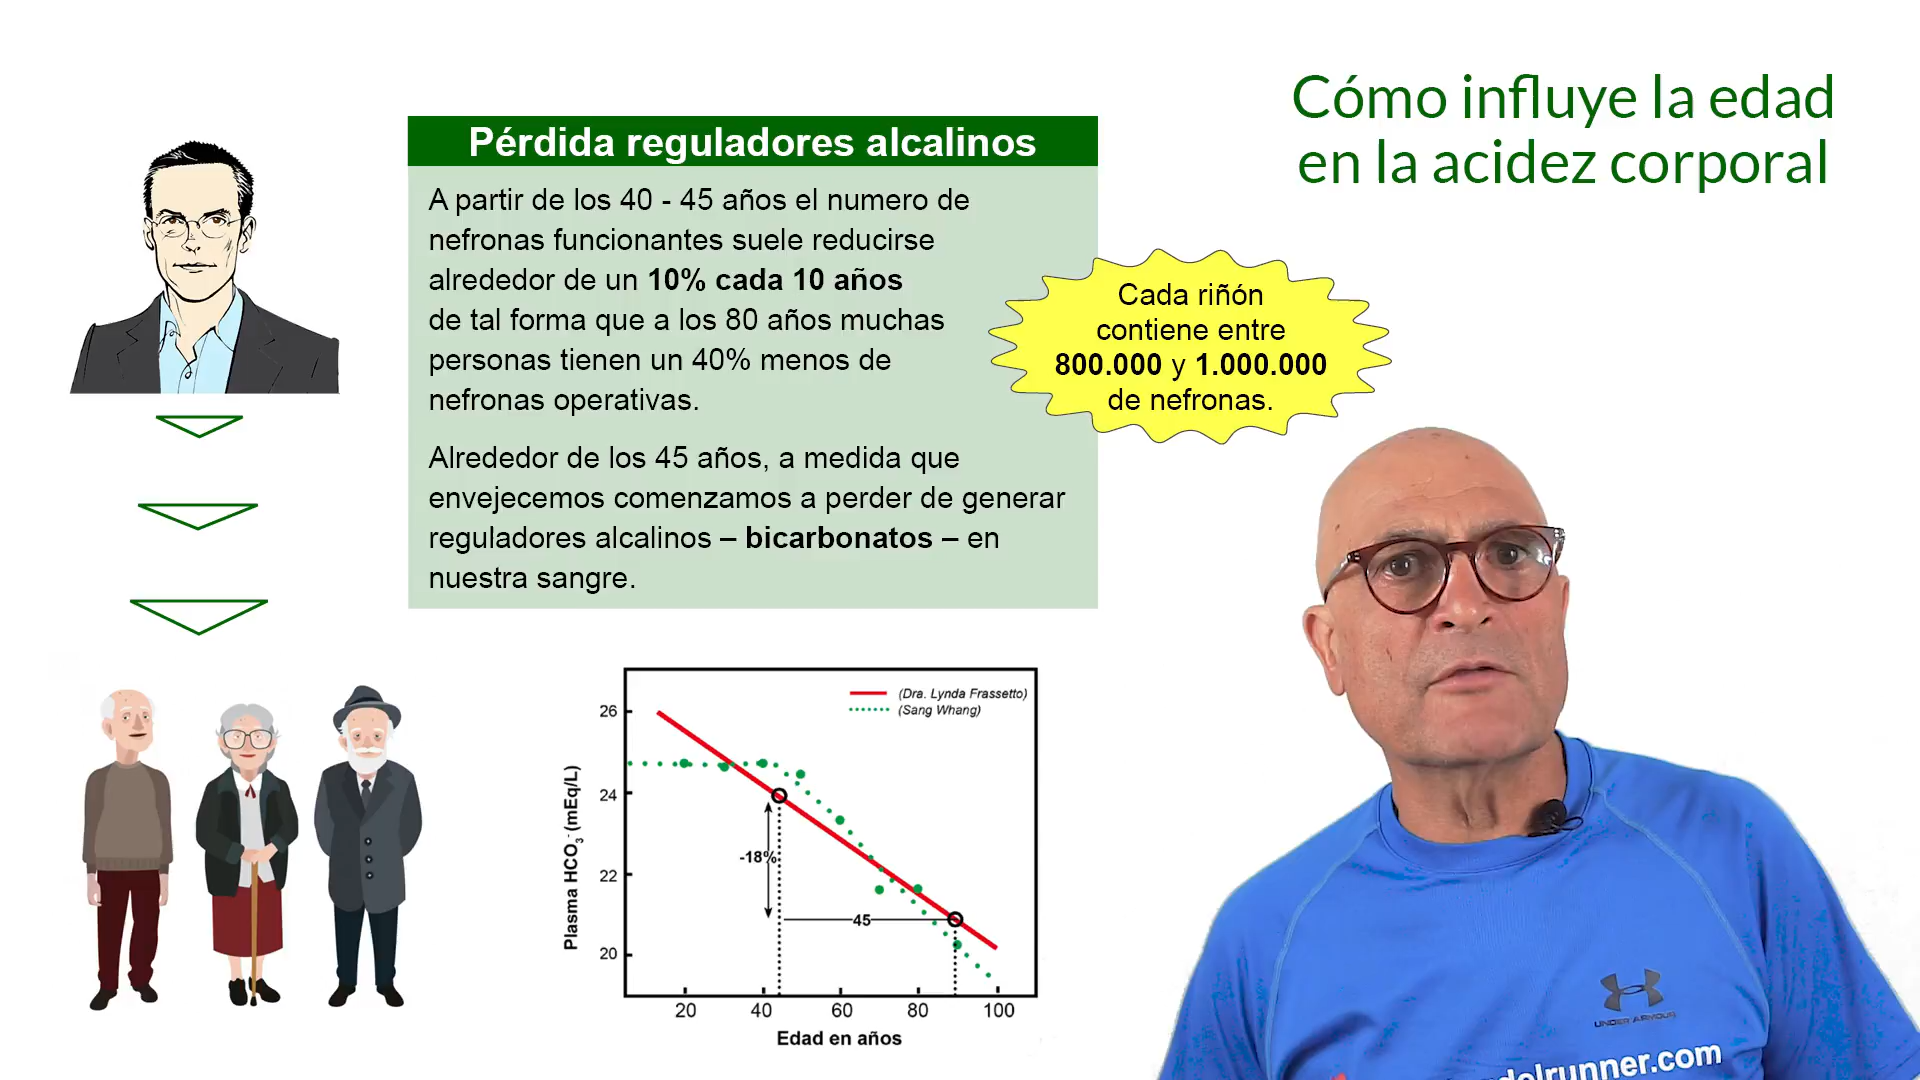 Cómo influye la edad
en la acidez corporal
Pérdida reguladores alcalinos
A partir de los 40 - 45 años el numero de
nefronas funcionantes suele reducirse
alrededor de un 10% cada 10 años
de tal forma que a los 80 años muchas
personas tienen un 40% menos de
nefronas operativas.
Alrededor de los 45 años, a medida que
envejecemos comenzamos a perder de generar
reguladores alcalinos – bicarbonatos – en
nuestra sangre.
Cada riñón
contiene entre
800.000 y 1.000.000
de nefronas.
(Dra. Lynda Frassetto)
(Sang Whang)
Plasma HCO3- (mEq/L)
26
24
22
20
-18%
45
20 40 60 80 100
Edad en años
UNDER ARMOUR